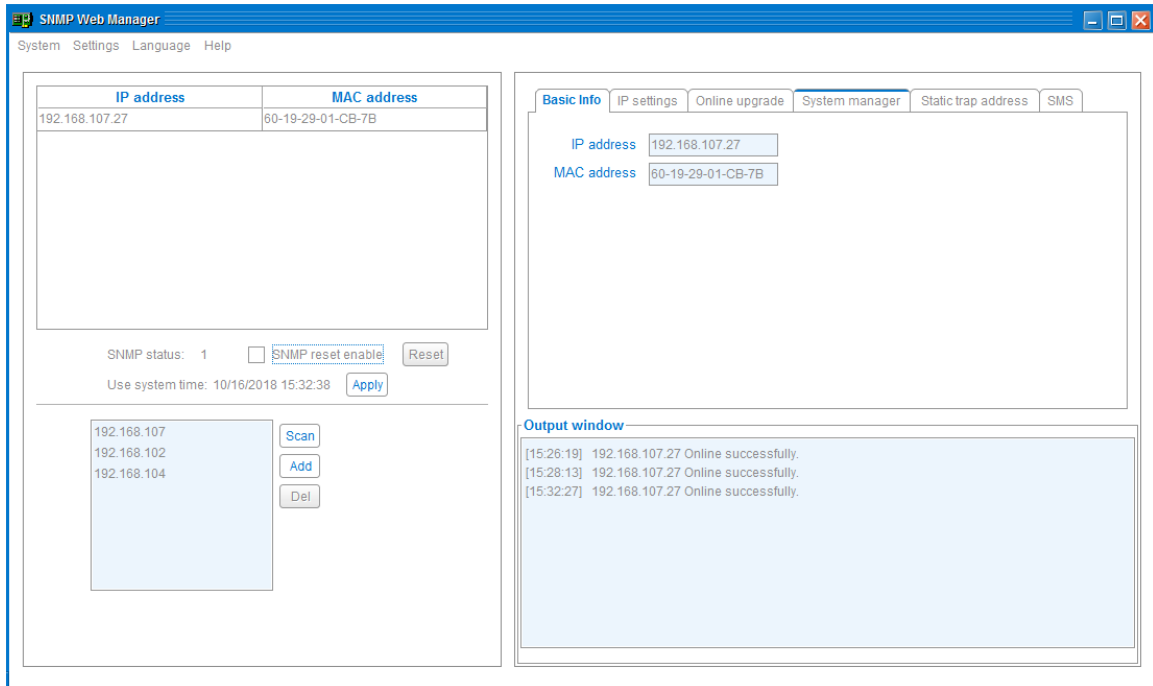 SNMP Web Manager
System Settings Language Help
IP address MAC address
192.168.107.27 60-19-29-01-CB-7B
SNMP status: 1 SNMP reset enable Reset
Use system time: 10/16/2018 15:32:38 Apply
192.168.107
192.168.102
192.168.104
Scan
Add
Del
Basic Info IP settings Online upgrade System manager Static trap address SMS
IP address 192.168.107.27
MAC address 60-19-29-01-CB-7B
Output window
[15:26:19] 192.168.107.27 Online successfully.
[15:28:13] 192.168.107.27 Online successfully.
[15:32:27] 192.168.107.27 Online successfully.